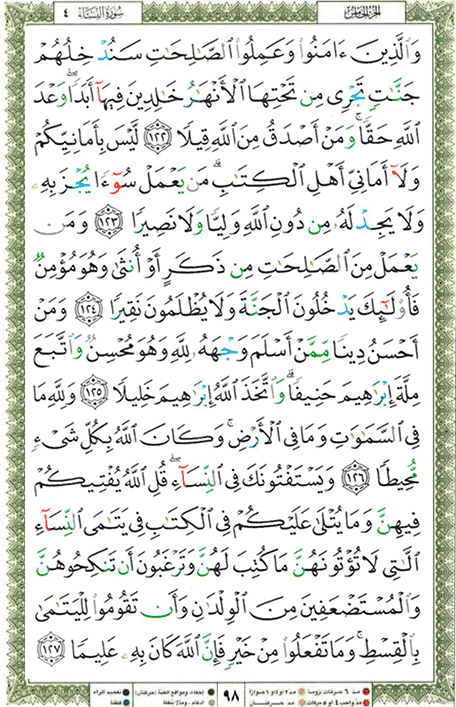 الجزء الخامس سورة النساء ٤
وَالَّذِينَ ءَامَنُوا۟ وَعَمِلُوا۟ الصَّـٰلِحَـٰتِ سَنُدْخِلُهُمْ
جَنَّـٰتٍ تَجْرِى مِن تَحْتِهَا ٱلْأَنْهَـٰرُ خَـٰلِدِينَ فِيهَآ أَبَدًا ۖ وَعْدَ
ٱللَّهِ حَقًّا ۚ وَمَنْ أَصْدَقُ مِنَ ٱللَّهِ قِيلًا ١٢٢ لَّيْسَ بِأَمَانِيِّكُمْ
وَلَآ أَمَانِىِّ أَهْلِ ٱلْكِتَـٰبِ ۗ مَن يَعْمَلْ سُوٓءًا يُجْزَ بِهِۦ
وَلَا يَجِدْ لَهُۥ مِن دُونِ ٱللَّهِ وَلِيًّا وَلَا نَصِيرًا ١٢٣ وَمَن
يَعْمَلْ مِنَ ٱلصَّـٰلِحَـٰتِ مِن ذَكَرٍ أَوْ أُنثَىٰ وَهُوَ مُؤْمِنٌ
فَأُو۟لَـٰٓئِكَ يَدْخُلُونَ ٱلْجَنَّةَ وَلَا يُظْلَمُونَ نَقِيرًا ١٢٤ وَمَنْ
أَحْسَنُ دِينًا مِّمَّنْ أَسْلَمَ وَجْهَهُۥ لِلَّهِ وَهُوَ مُحْسِنٌ وَٱتَّبَعَ
مِلَّةَ إِبْرَٰهِيمَ حَنِيفًا ۗ وَٱتَّخَذَ ٱللَّهُ إِبْرَٰهِيمَ خَلِيلًا ١٢٥ وَلِلَّهِ مَا
فِى ٱلسَّمَـٰوَٰتِ وَمَا فِى ٱلْأَرْضِ ۚ وَكَانَ ٱللَّهُ بِكُلِّ شَىْءٍ
مُّحِيطًا ١٢٦ وَيَسْتَفْتُونَكَ فِى ٱلنِّسَآءِ ۖ قُلِ ٱللَّهُ يُفْتِيكُمْ
فِيهِنَّ وَمَا يُتْلَىٰ عَلَيْكُمْ فِى ٱلْكِتَـٰبِ فِى يَتَـٰمَى ٱلنِّسَآءِ
ٱلَّـٰتِى لَا تُؤْتُونَهُنَّ مَا كُتِبَ لَهُنَّ وَتَرْغَبُونَ أَن تَنكِحُوهُنَّ
وَٱلْمُسْتَضْعَفِينَ مِنَ ٱلْوِلْدَٰنِ وَأَن تَقُومُوا۟ لِلْيَتَـٰمَىٰ
بِٱلْقِسْطِ ۚ وَمَا تَفْعَلُوا۟ مِنْ خَيْرٍ فَإِنَّ ٱللَّهَ كَانَ بِهِۦ عَلِيمًا ١٢٧
مد ٦ حركات لزوماً مد ٢ أو ٤ أو ٦ جوازاً
مد واجب ٤ أو ٥ حركات مد حركتان
٩٨
إخفاء، ومواقع الغنة (حركتان) تفخيم الراء
إدغام، وما لا يلفظ قلقلة